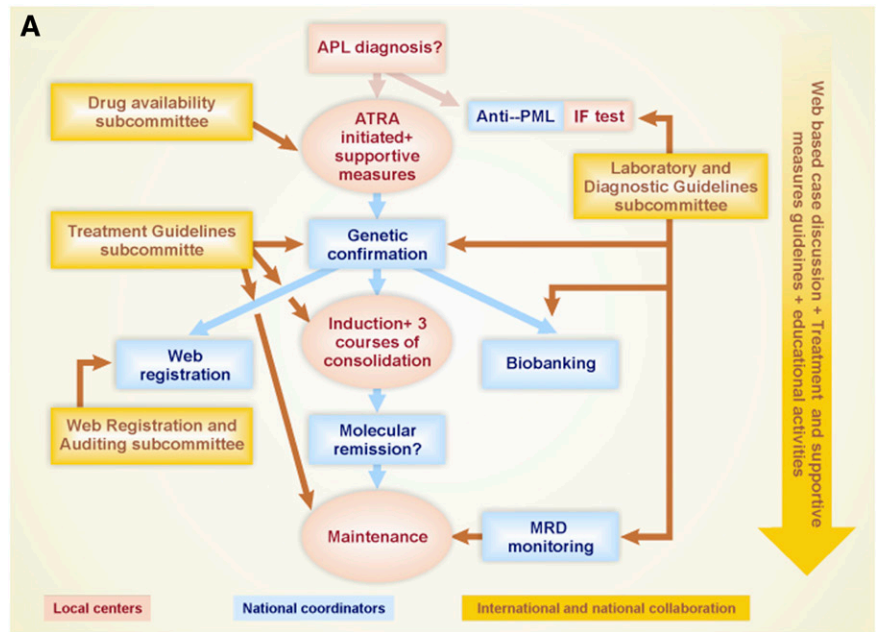 A
APL diagnosis?
Drug availability
subcommittee
ATRA
initiated+
supportive
measures
Anti--PML
IF test
Laboratory and
Diagnostic Guidelines
subcommittee
Treatment Guidelines
subcommitte
Genetic
confirmation
Induction+ 3
courses of
consolidation
Web
registration
Biobanking
Web Registration and
Auditing subcommittee
Molecular
remission?
Maintenance
MRD
monitoring
Web based case discussion + Treatment and supportive
measures guideines + educational activities
Local centers
National coordinators
International and national collaboration